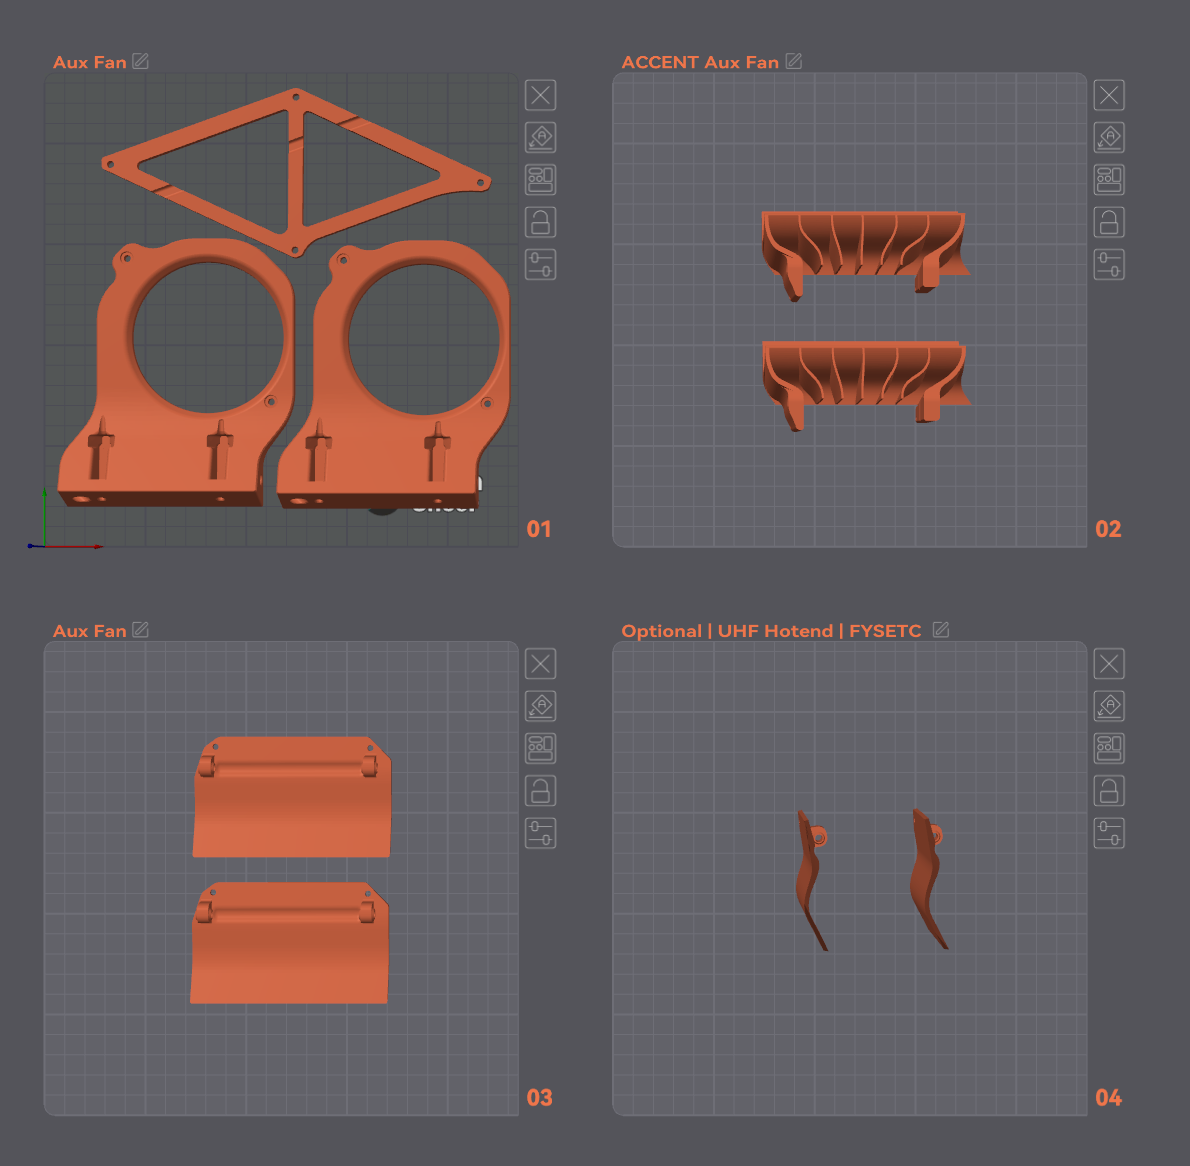 Aux Fan
ACCENT Aux Fan
01
02
Aux Fan
Optional | UHF Hotend | FYSETC
03
04